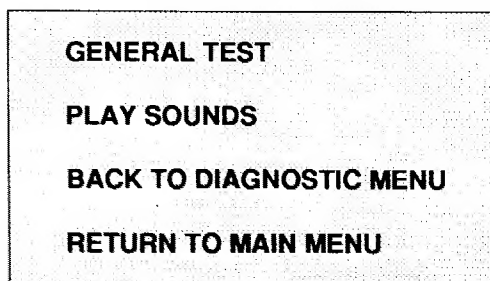 GENERAL TEST
PLAY SOUNDS
BACK TO DIAGNOSTIC MENU
RETURN TO MAIN MENU